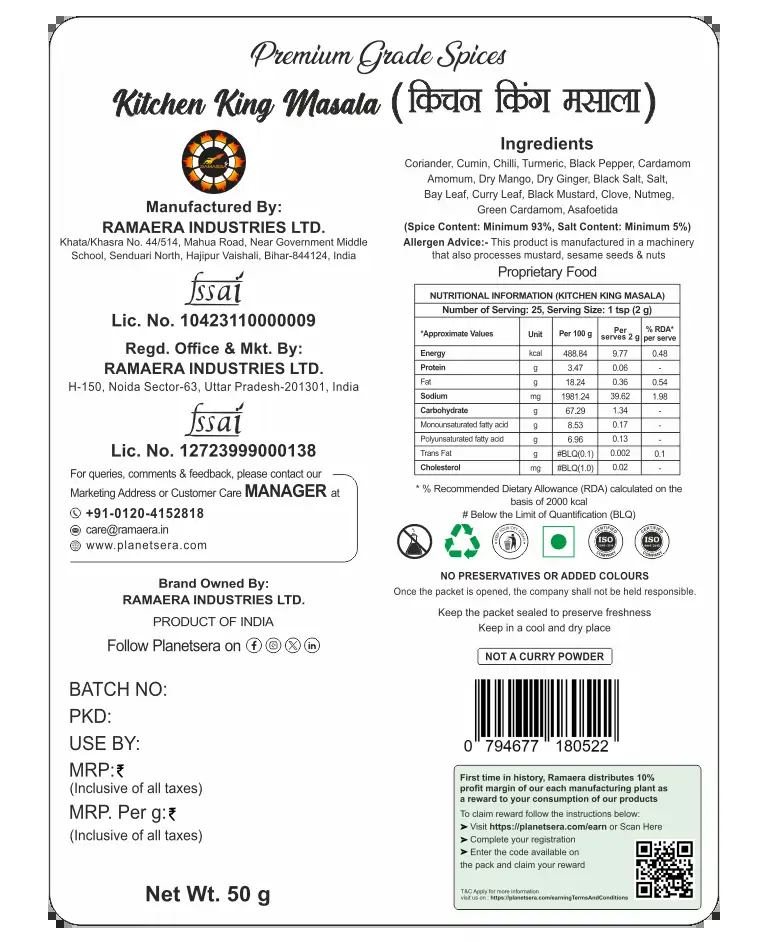 Premium Grade Spices
Kitchen King Masala (किचन किंग मसाला)
RAMAERA
Manufactured By:
RAMAERA INDUSTRIES LTD.
Khata/Khasra No. 44/514, Mahua Road, Near Government Middle
School, Senduari North, Hajipur Vaishali, Bihar-844124, India
fssai
Lic. No. 10423110000009
Regd. Office & Mkt. By:
RAMAERA INDUSTRIES LTD.
H-150, Noida Sector-63, Uttar Pradesh-201301, India
fssai
Lic. No. 12723999000138
For queries, comments & feedback, please contact our
Marketing Address or Customer Care MANAGER at
+91-0120-4152818
care@ramaera.in
www.planetsera.com
Brand Owned By:
RAMAERA INDUSTRIES LTD.
PRODUCT OF INDIA
Follow Planetsera on
BATCH NO:
PKD:
USE BY:
MRP:₹
(Inclusive of all taxes)
MRP. Per g:₹
(Inclusive of all taxes)
Net Wt. 50 g
Ingredients
Coriander, Cumin, Chilli, Turmeric, Black Pepper, Cardamom
Amomum, Dry Mango, Dry Ginger, Black Salt, Salt,
Bay Leaf, Curry Leaf, Black Mustard, Clove, Nutmeg,
Green Cardamom, Asafoetida
(Spice Content: Minimum 93%, Salt Content: Minimum 5%)
Allergen Advice:- This product is manufactured in a machinery
that also processes mustard, sesame seeds & nuts
Proprietary Food
NUTRITIONAL INFORMATION (KITCHEN KING MASALA)
Number of Serving: 25, Serving Size: 1 tsp (2 g)
*Approximate Values Unit Per 100 g Per serves 2 g % RDA* per serve
Energy kcal 488.84 9.77 0.48
Protein g 3.47 0.06 -
Fat g 18.24 0.36 0.54
Sodium mg 1981.24 39.62 1.98
Carbohydrate g 67.29 1.34 -
Monounsaturated fatty acid g 8.53 0.17 -
Polyunsaturated fatty acid g 6.96 0.13 -
Trans Fat g #BLQ(0.1) 0.002 0.1
Cholesterol mg #BLQ(1.0) 0.02 -
* % Recommended Dietary Allowance (RDA) calculated on the
basis of 2000 kcal
# Below the Limit of Quantification (BLQ)
CERTIFIED ISO COMPANY
CERTIFIED ISO COMPANY
NO PRESERVATIVES OR ADDED COLOURS
Once the packet is opened, the company shall not be held responsible.
Keep the packet sealed to preserve freshness
Keep in a cool and dry place
NOT A CURRY POWDER
0 794677 180522
First time in history, Ramaera distributes 10%
profit margin of our each manufacturing plant as
a reward to your consumption of our products
To claim reward follow the instructions below:
➤ Visit https://planetsera.com/earn or Scan Here
➤ Complete your registration
➤ Enter the code available on
the pack and claim your reward
T&C Apply for more information
visit us on : https://planetsera.com/earningTermsAndConditions